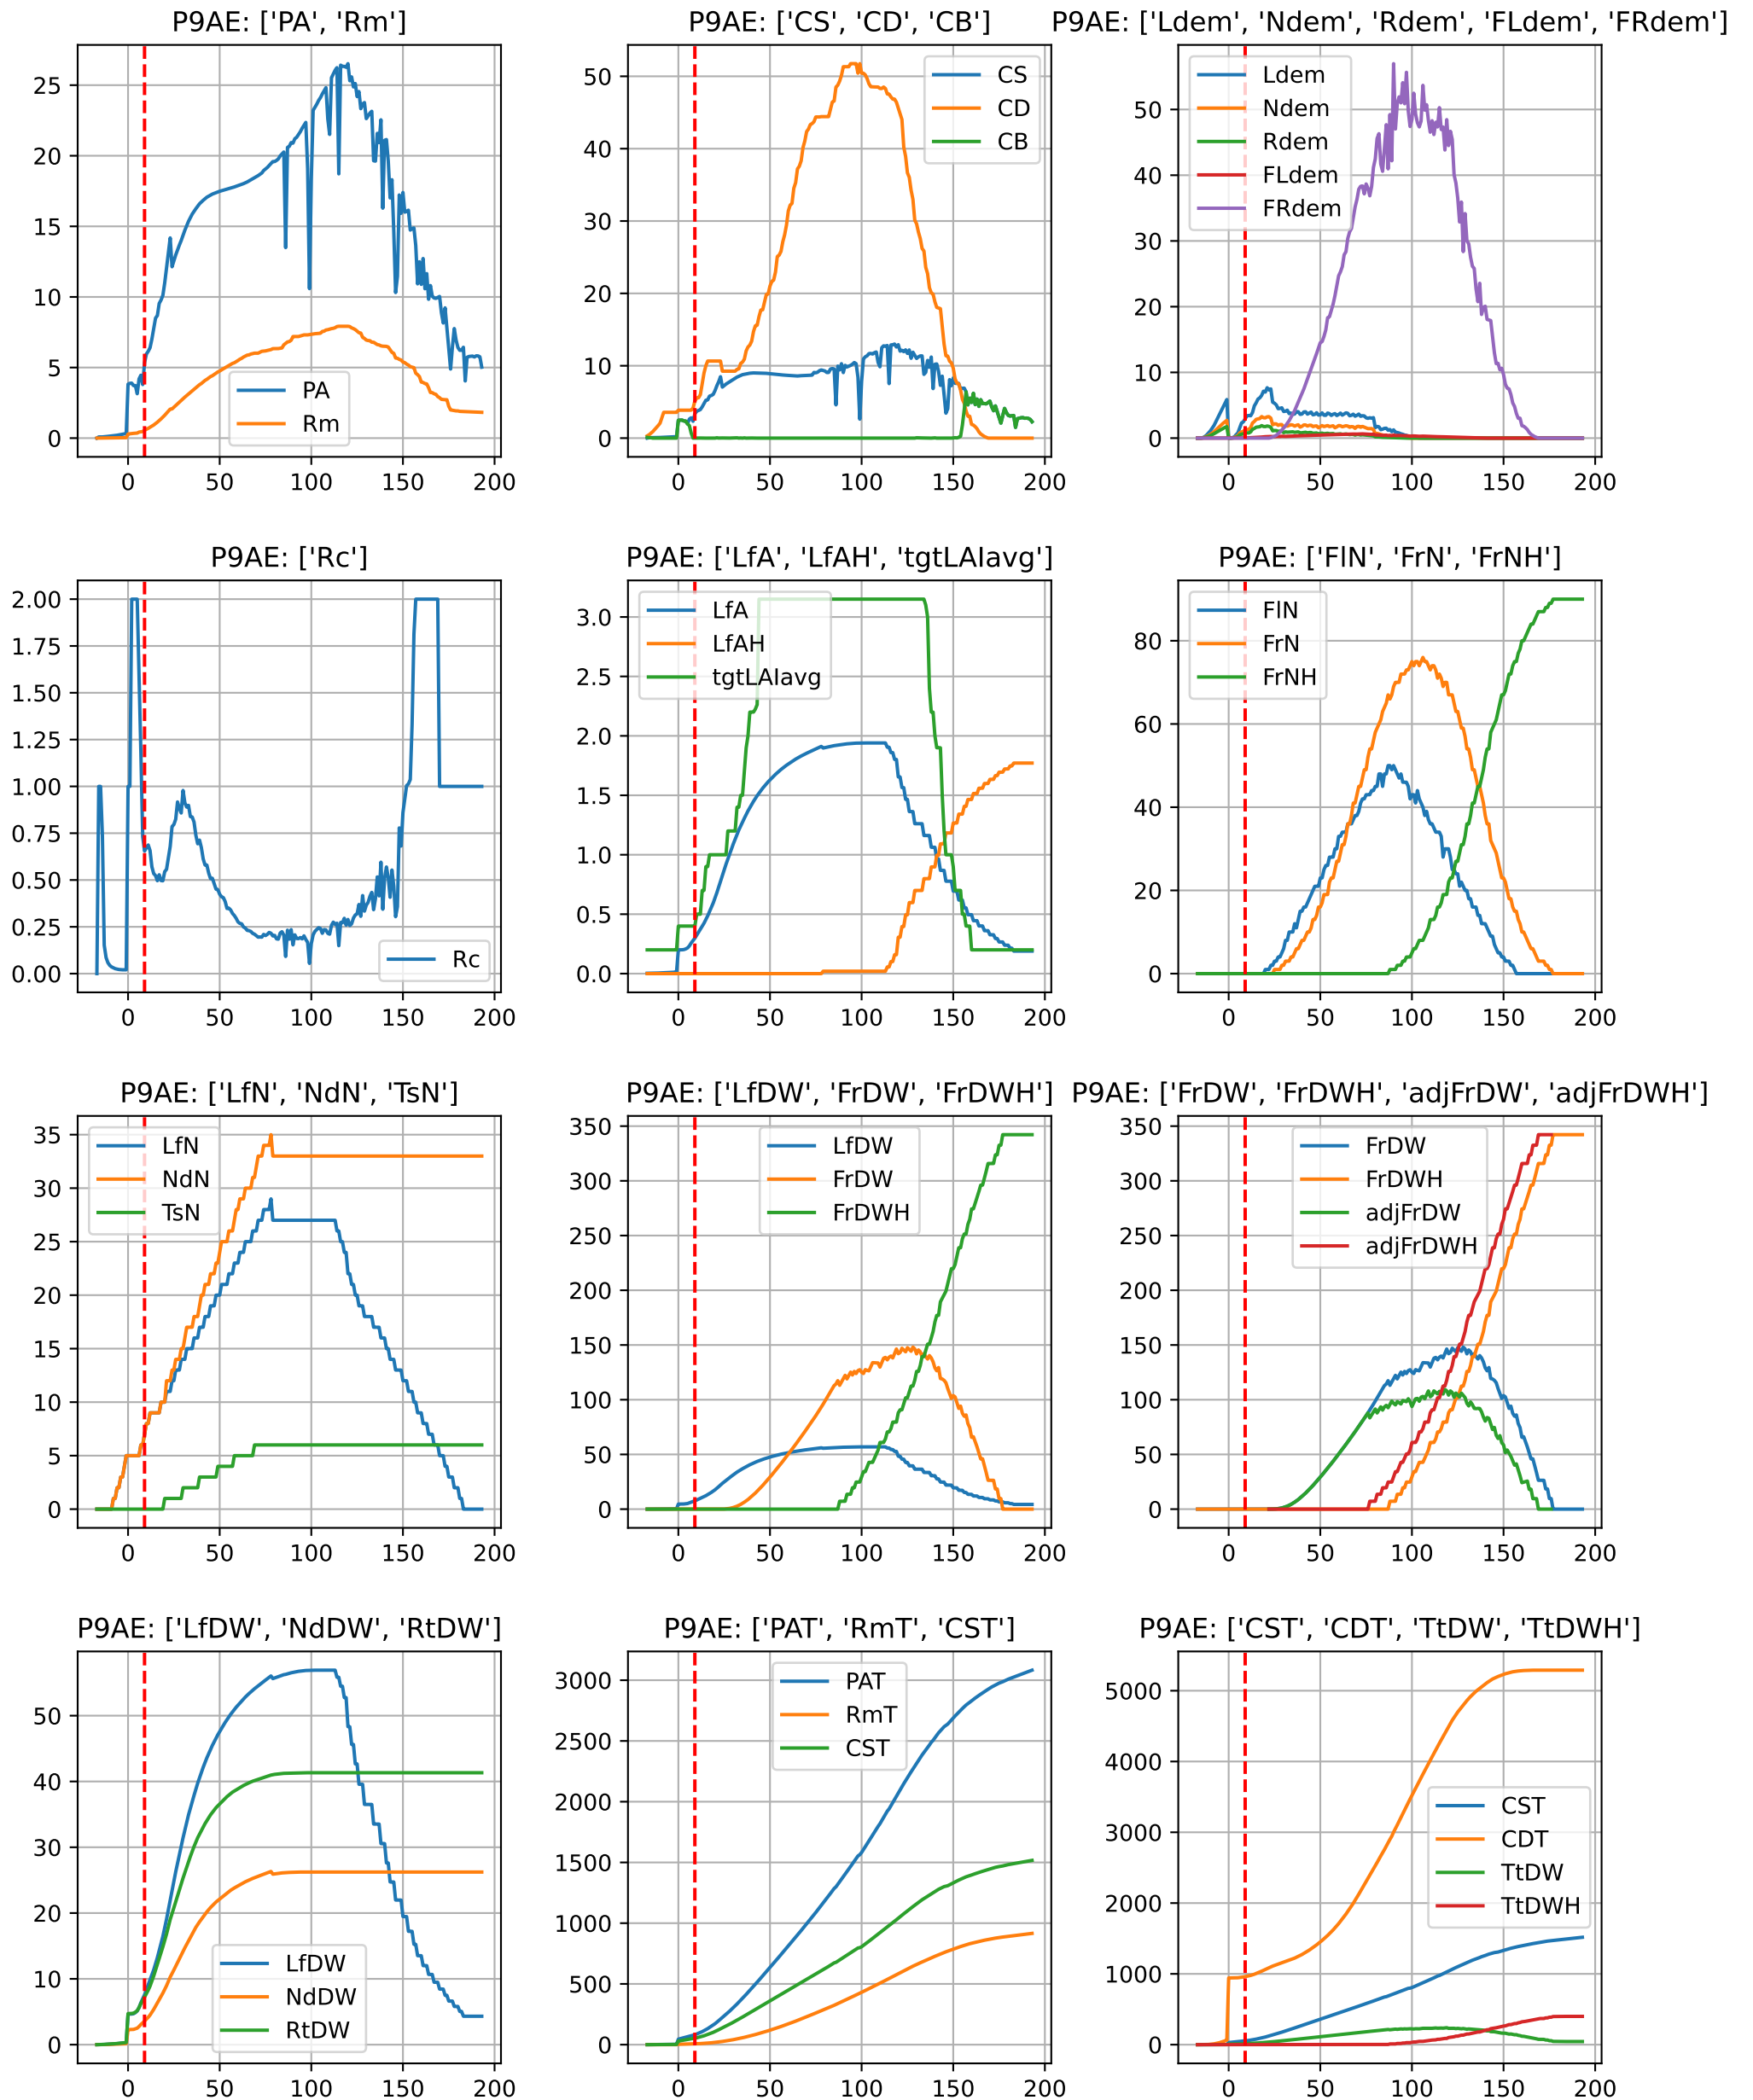 P9AE: ['PA', 'Rm']
25
20
15
10
5
0
PA
Rm
0 50 100 150 200
P9AE: ['CS', 'CD', 'CB']
50
40
30
20
10
0
CS
CD
CB
0 50 100 150 200
P9AE: ['Ldem', 'Ndem', 'Rdem', 'FLdem', 'FRdem']
50
40
30
20
10
0
Ldem
Ndem
Rdem
FLdem
FRdem
0 50 100 150 200
P9AE: ['Rc']
2.00
1.75
1.50
1.25
1.00
0.75
0.50
0.25
0.00
Rc
0 50 100 150 200
P9AE: ['LfA', 'LfAH', 'tgtLAIavg']
3.0
2.5
2.0
1.5
1.0
0.5
0.0
LfA
LfAH
tgtLAIavg
0 50 100 150 200
P9AE: ['FlN', 'FrN', 'FrNH']
80
60
40
20
0
FlN
FrN
FrNH
0 50 100 150 200
P9AE: ['LfN', 'NdN', 'TsN']
35
30
25
20
15
10
5
0
LfN
NdN
TsN
0 50 100 150 200
P9AE: ['LfDW', 'FrDW', 'FrDWH']
350
300
250
200
150
100
50
0
LfDW
FrDW
FrDWH
0 50 100 150 200
P9AE: ['FrDW', 'FrDWH', 'adjFrDW', 'adjFrDWH']
350
300
250
200
150
100
50
0
FrDW
FrDWH
adjFrDW
adjFrDWH
0 50 100 150 200
P9AE: ['LfDW', 'NdDW', 'RtDW']
50
40
30
20
10
0
LfDW
NdDW
RtDW
0 50 100 150 200
P9AE: ['PAT', 'RmT', 'CST']
3000
2500
2000
1500
1000
500
0
PAT
RmT
CST
0 50 100 150 200
P9AE: ['CST', 'CDT', 'TtDW', 'TtDWH']
5000
4000
3000
2000
1000
0
CST
CDT
TtDW
TtDWH
0 50 100 150 200